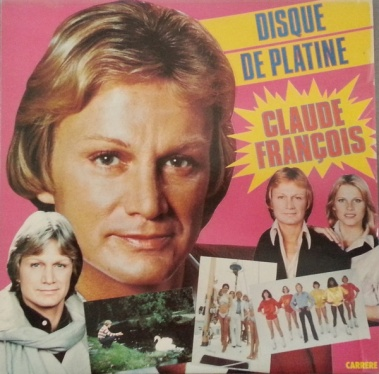 DISQUE
DE PLATINE
CLAUDE
FRANÇOIS
CARRERE